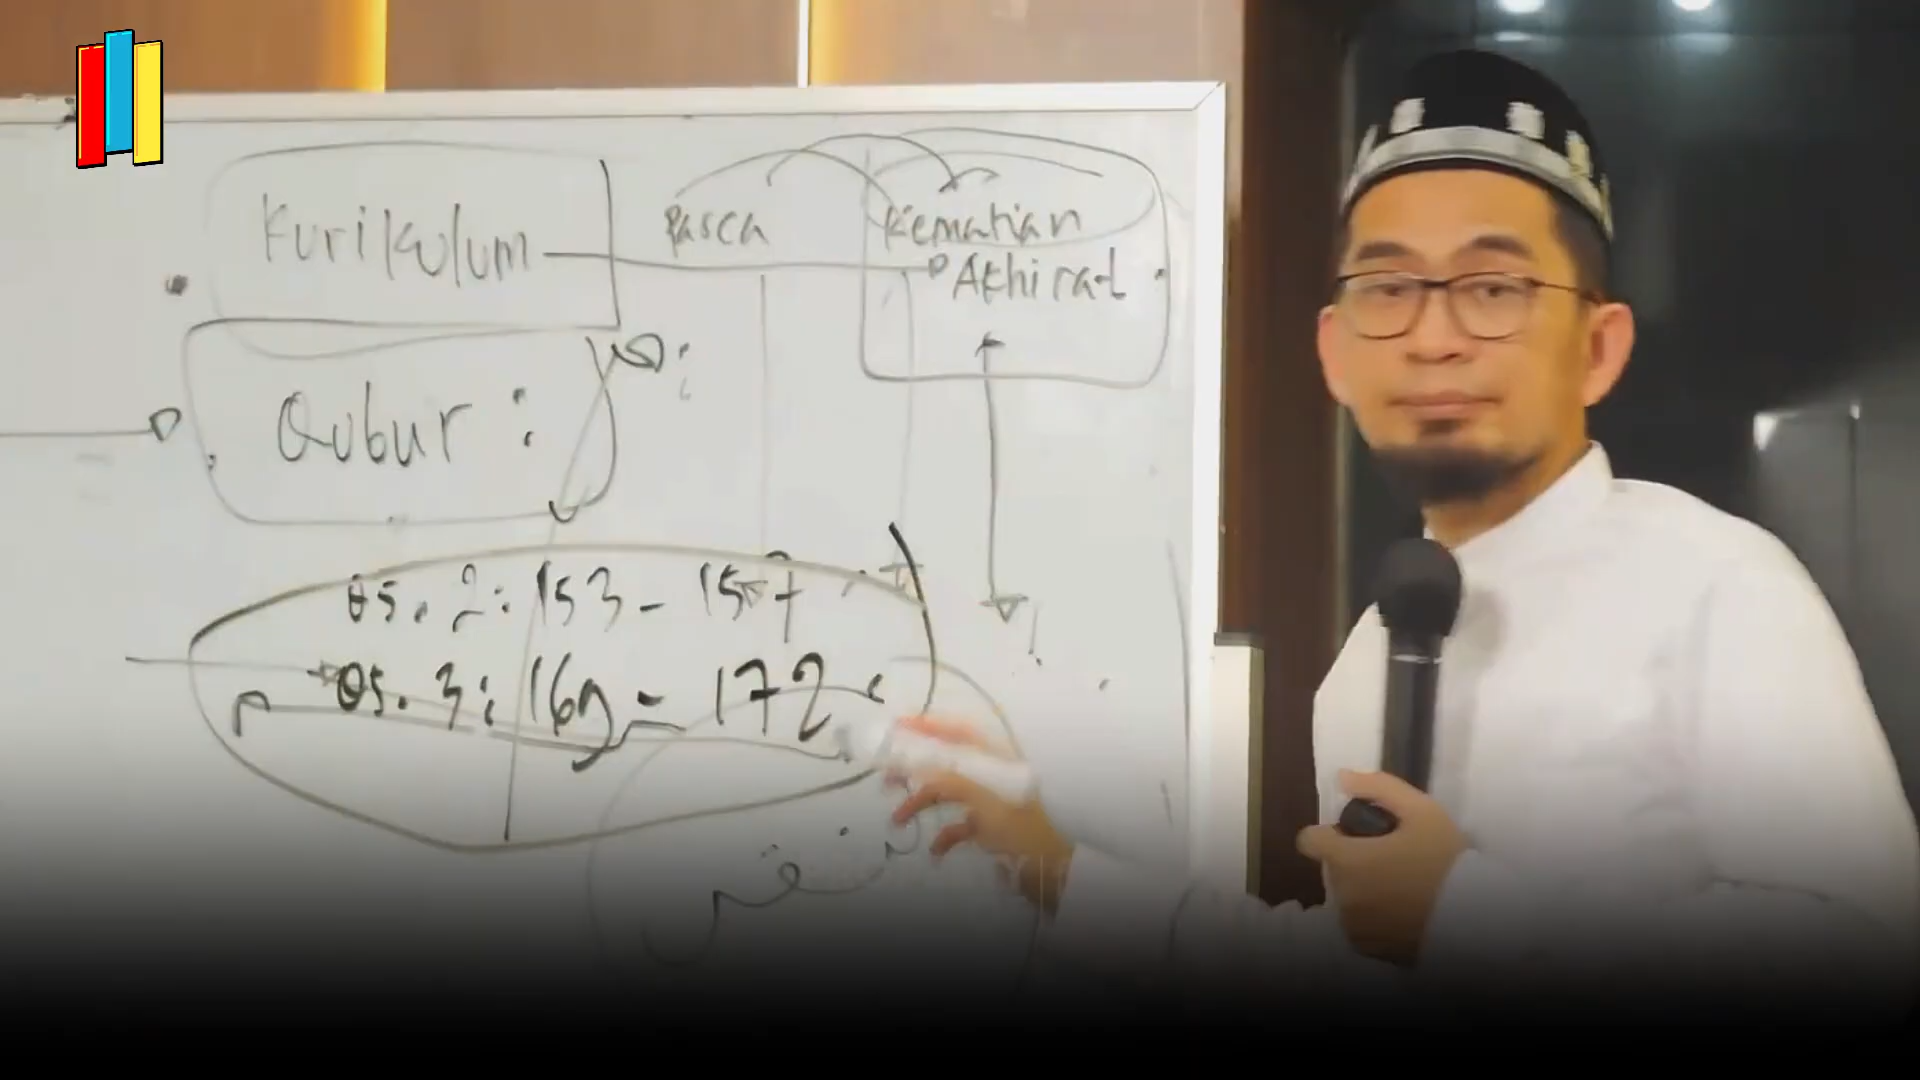 Kurikulum Pasca Kematian
Akhirat
Qubur :
QS. 2: 153 - 157
QS. 3: 169 - 172